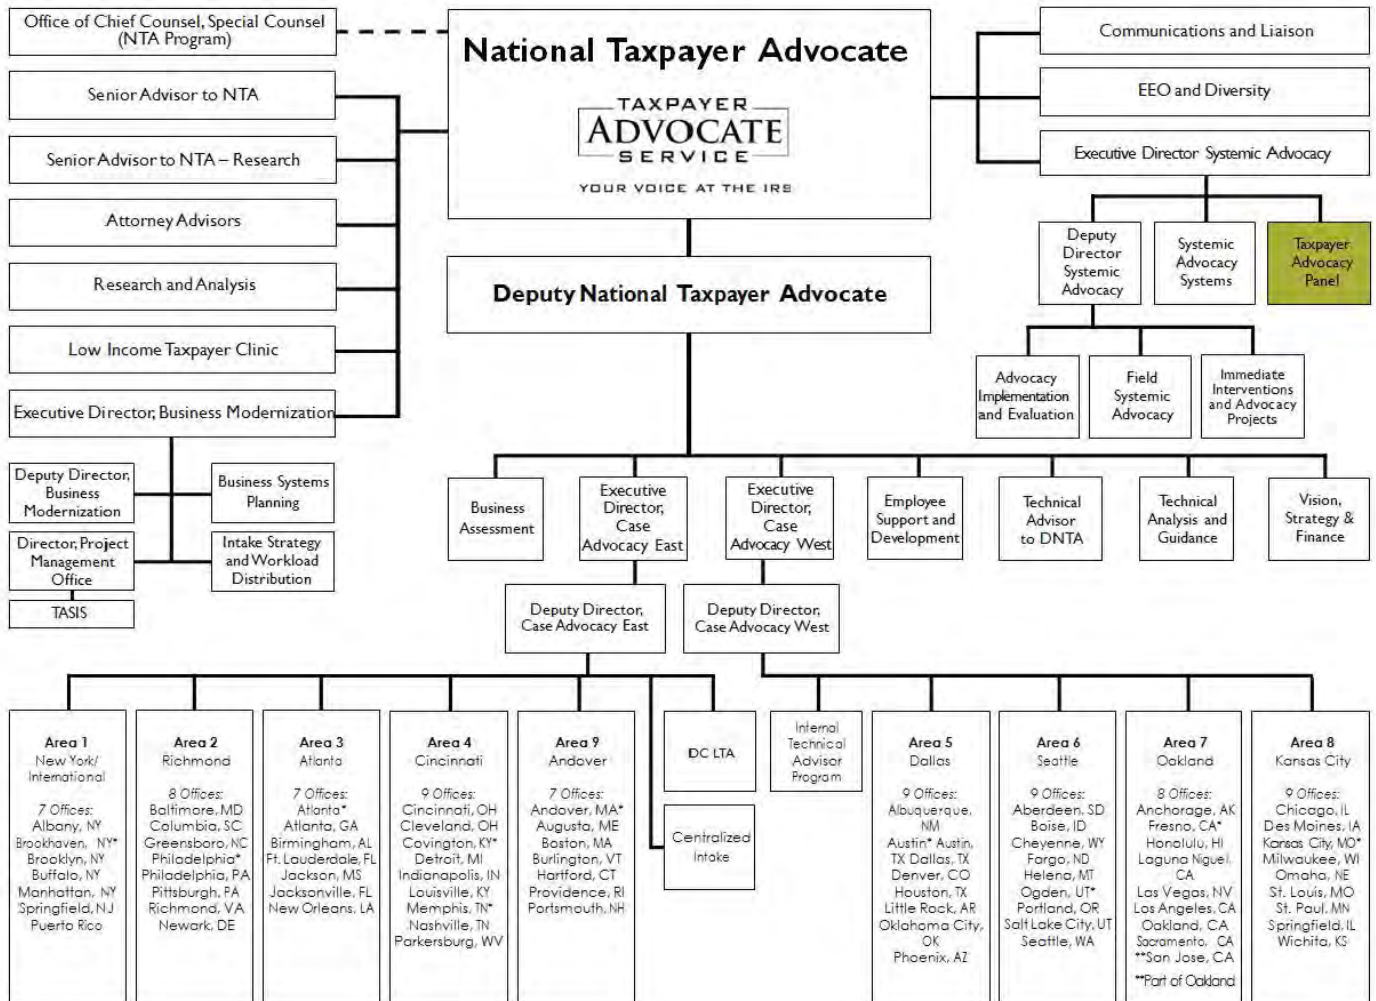 Office of Chief Counsel, Special Counsel
(NTA Program)
Senior Advisor to NTA
Senior Advisor to NTA – Research
Attorney Advisors
Research and Analysis
Low Income Taxpayer Clinic
Executive Director, Business Modernization
Deputy Director,
Business
Modernization
Business Systems
Planning
Director, Project
Management
Office
Intake Strategy
and Workload
Distribution
TASIS
National Taxpayer Advocate
TAXPAYER
ADVOCATE
SERVICE
YOUR VOICE AT THE IRS
Deputy National Taxpayer Advocate
Communications and Liaison
EEO and Diversity
Executive Director Systemic Advocacy
Deputy
Director
Systemic
Advocacy
Systemic
Advocacy
Systems
Taxpayer
Advocacy
Panel
Advocacy
Implementation
and Evaluation
Field
Systemic
Advocacy
Immediate
Interventions
and Advocacy
Projects
Business
Assessment
Executive
Director,
Case
Advocacy East
Executive
Director,
Case
Advocacy West
Employee
Support and
Development
Technical
Advisor
to DNTA
Technical
Analysis and
Guidance
Vision,
Strategy &
Finance
Deputy Director,
Case Advocacy East
Deputy Director,
Case Advocacy West
Area 1
New York/
International
7 Offices:
Albany, NY
Brookhaven, NY*
Brooklyn, NY
Buffalo, NY
Manhattan, NY
Springfield, NJ
Puerto Rico
Area 2
Richmond
8 Offices:
Baltimore, MD
Columbia, SC
Greensboro, NC
Philadelphia*
Philadelphia, PA
Pittsburgh, PA
Richmond, VA
Newark, DE
Area 3
Atlanta
7 Offices:
Atlanta*
Atlanta, GA
Birmingham, AL
Ft. Lauderdale, FL
Jackson, MS
Jacksonville, FL
New Orleans, LA
Area 4
Cincinnati
9 Offices:
Cincinnati, OH
Cleveland, OH
Covington, KY*
Detroit, MI
Indianapolis, IN
Louisville, KY
Memphis, TN*
Nashville, TN
Parkersburg, WV
Area 9
Andover
7 Offices:
Andover, MA*
Augusta, ME
Boston, MA
Burlington, VT
Hartford, CT
Providence, RI
Portsmouth, NH
DC LTA
Centralized
Intake
Internal
Technical
Advisor
Program
Area 5
Dallas
9 Offices:
Albuquerque,
NM
Austin* Austin,
TX Dallas, TX
Denver, CO
Houston, TX
Little Rock, AR
Oklahoma City,
OK
Phoenix, AZ
Area 6
Seattle
9 Offices:
Aberdeen, SD
Boise, ID
Cheyenne, WY
Fargo, ND
Helena, MT
Ogden, UT*
Portland, OR
Salt Lake City, UT
Seattle, WA
Area 7
Oakland
8 Offices:
Anchorage, AK
Fresno, CA*
Honolulu, HI
Laguna Niguel,
CA
Las Vegas, NV
Los Angeles, CA
Oakland, CA
Sacramento, CA
**San Jose, CA
**Part of Oakland
Area 8
Kansas City
9 Offices:
Chicago, IL
Des Moines, IA
Kansas City, MO*
Milwaukee, WI
Omaha, NE
St. Louis, MO
St. Paul, MN
Springfield, IL
Wichita, KS